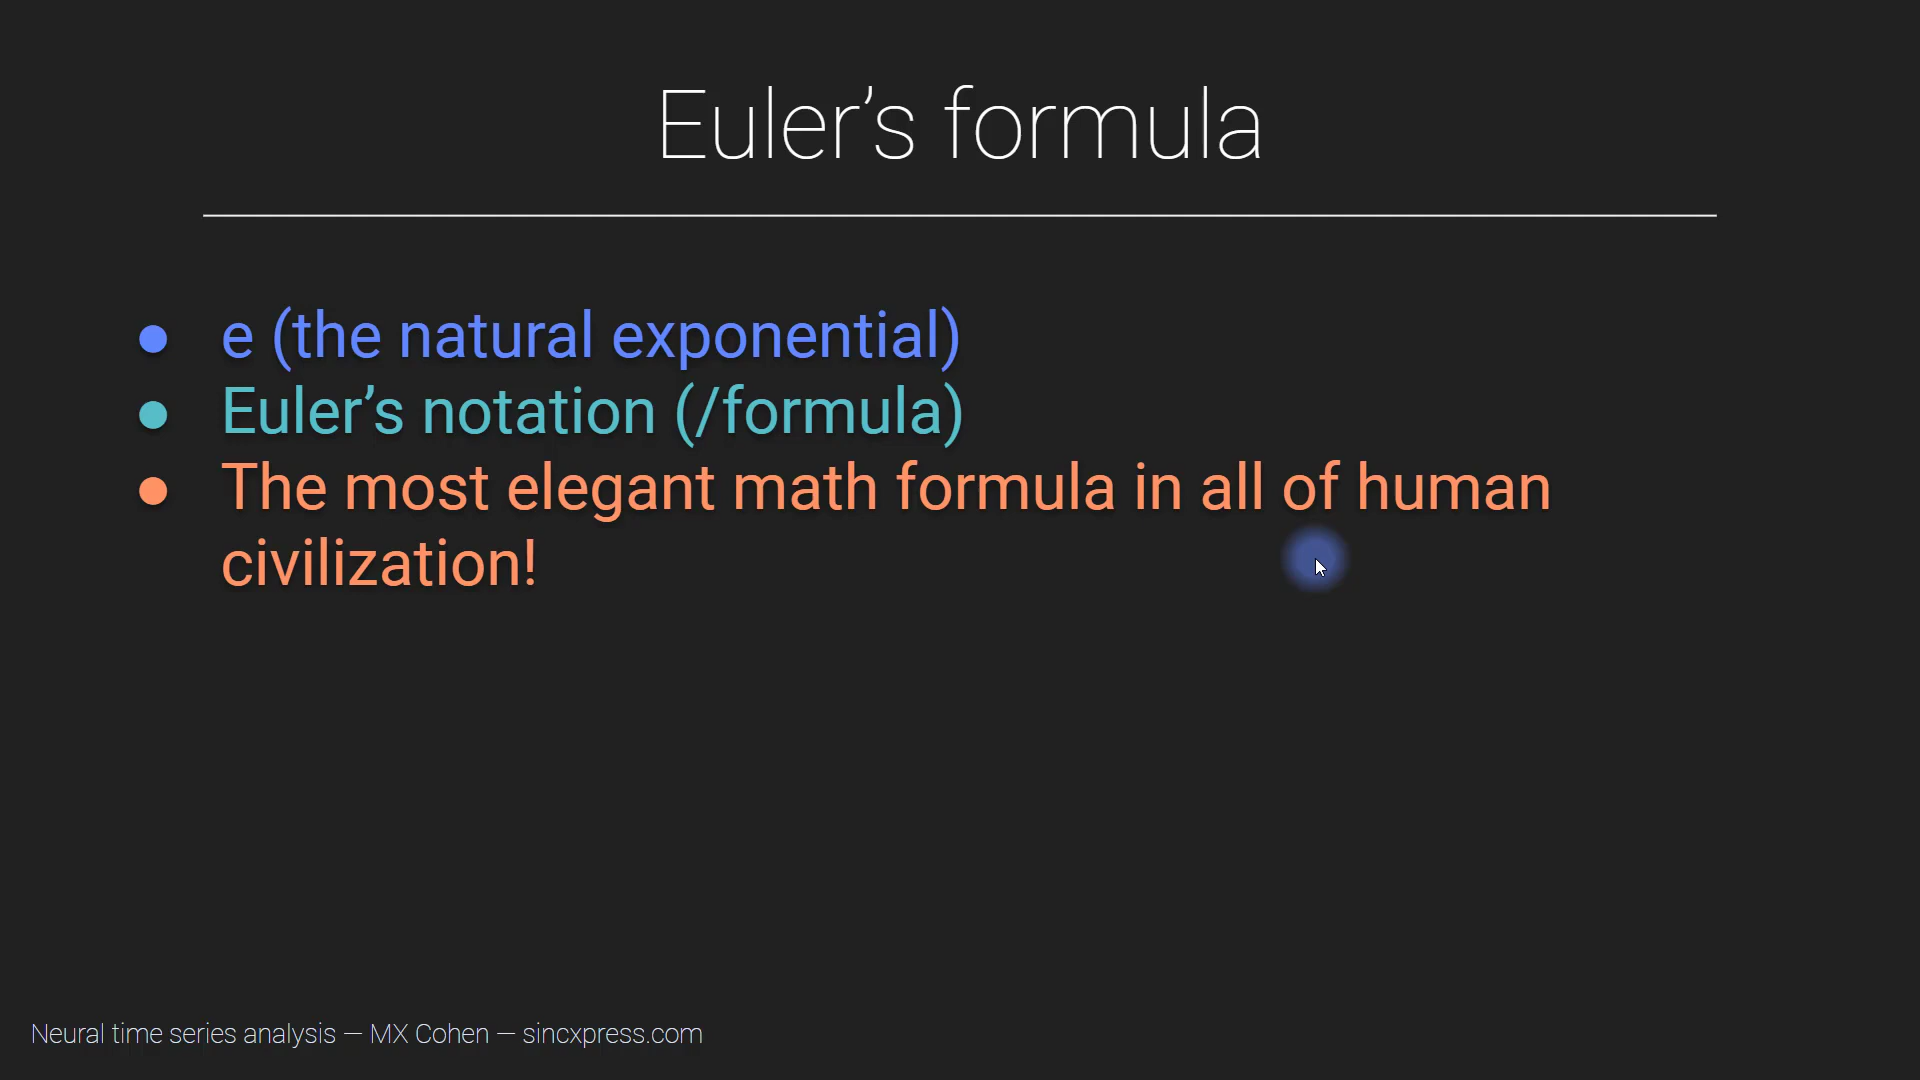 Euler’s formula
● e (the natural exponential)
● Euler’s notation (/formula)
● The most elegant math formula in all of human
civilization!
Neural time series analysis — MX Cohen — sincxpress.com